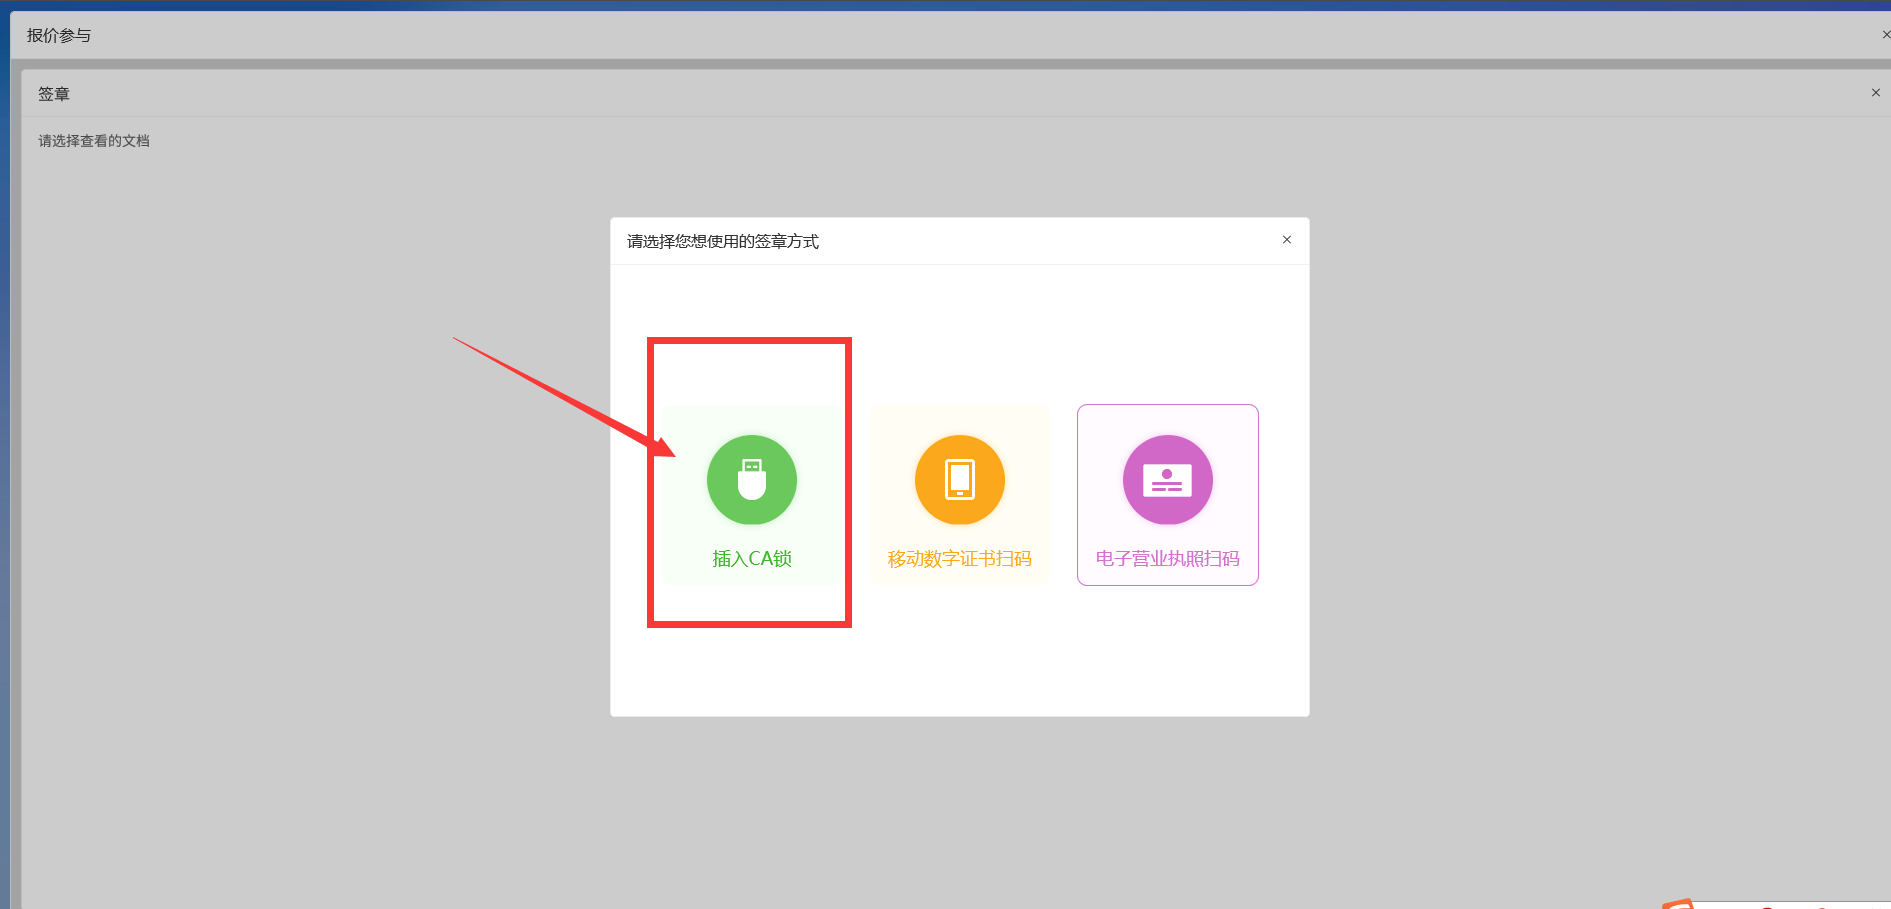 报价参与
签章
请选择查看的文档
请选择您想使用的签章方式
插入CA锁
移动数字证书扫码
电子营业执照扫码